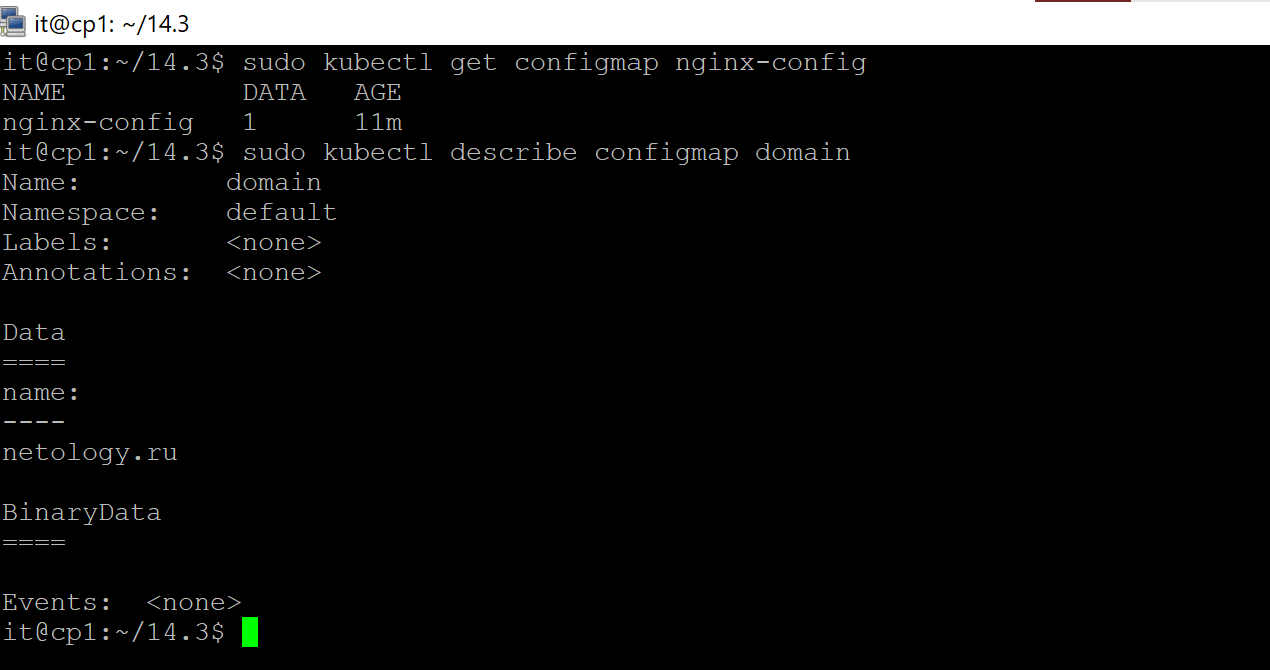 it@cp1: ~/14.3
it@cp1:~/14.3$ sudo kubectl get configmap nginx-config
NAME           DATA   AGE
nginx-config   1      11m
it@cp1:~/14.3$ sudo kubectl describe configmap domain
Name:         domain
Namespace:    default
Labels:       <none>
Annotations:  <none>
Data
====
name:
----
netology.ru
BinaryData
====
Events:  <none>
it@cp1:~/14.3$